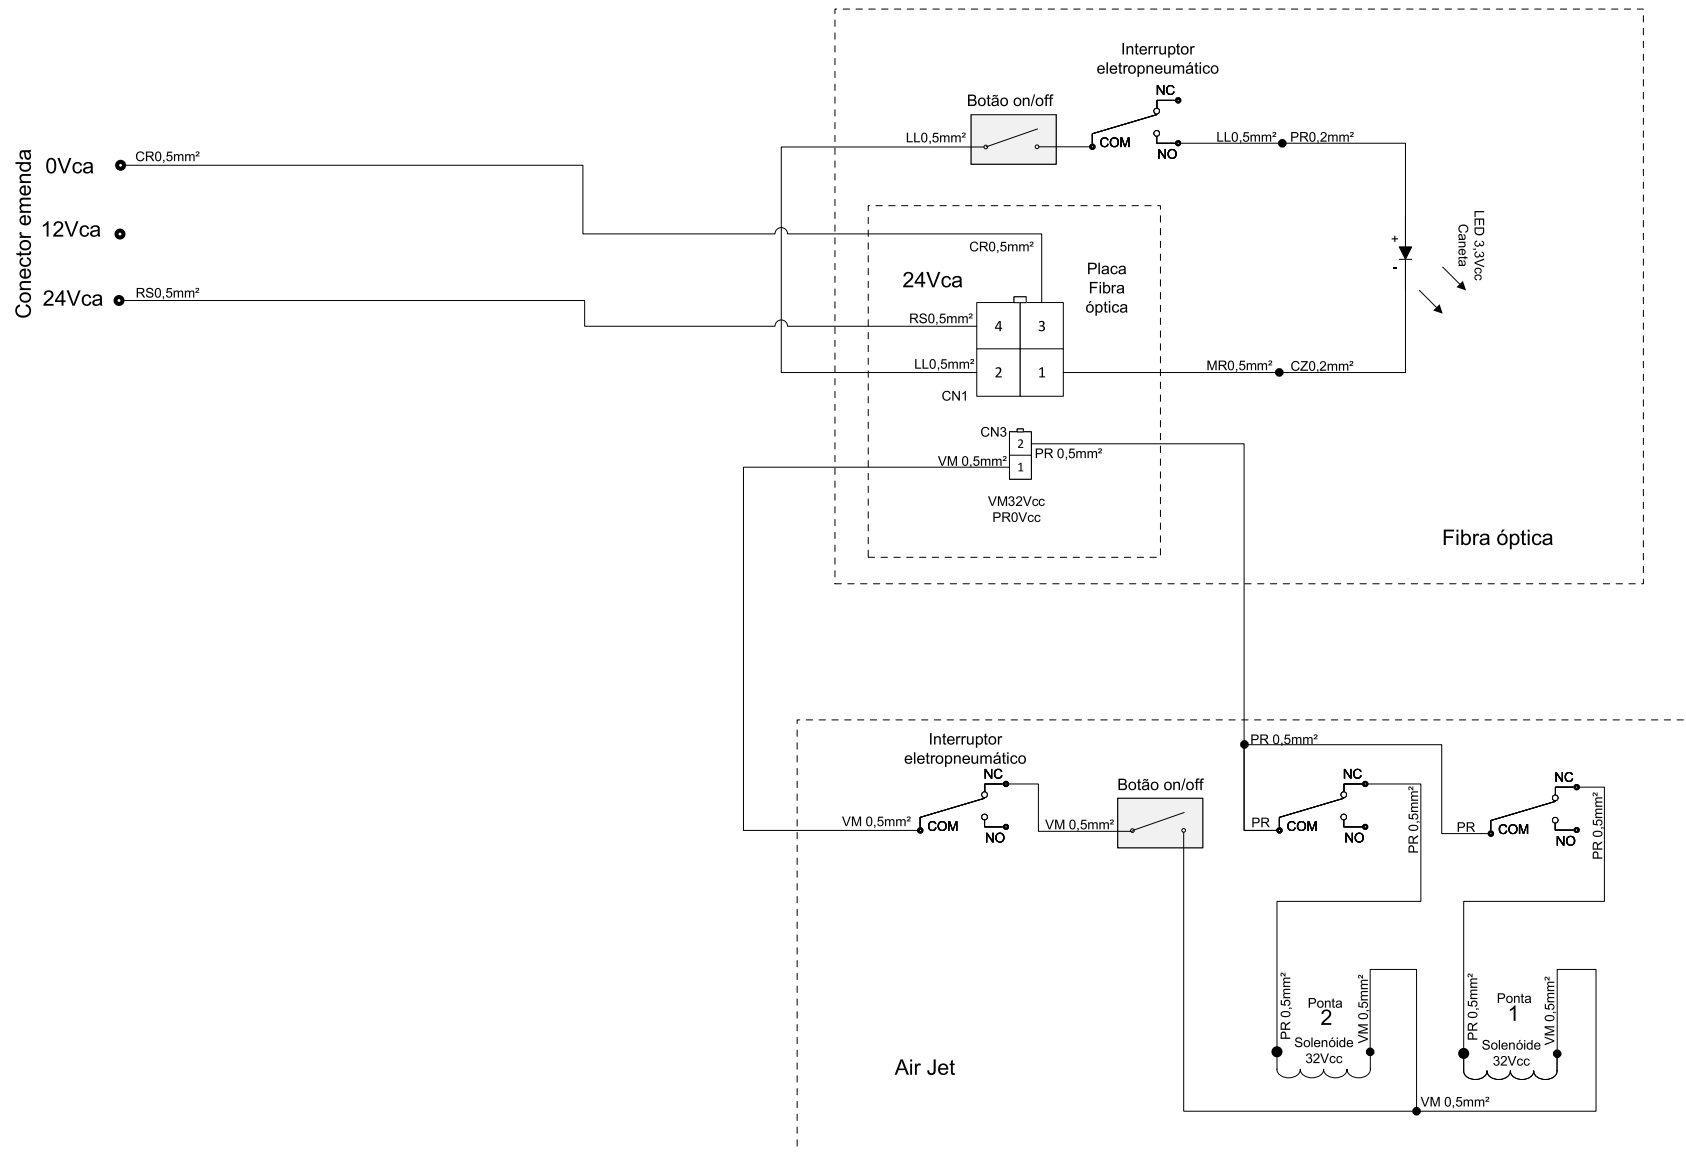 Interruptor
eletropneumático
NC
Botão on/off
LL0,5mm²
COM
NO
LL0,5mm²
PR0,2mm²
Conector emenda
0Vca
CR0,5mm²
12Vca
24Vca
RS0,5mm²
CR0,5mm²
24Vca
Placa
Fibra
óptica
LED 3,3Vcc
Caneta
+
-
RS0,5mm²
4
3
LL0,5mm²
2
1
MR0,5mm²
CZ0,2mm²
CN1
CN3
2
PR 0,5mm²
VM 0,5mm²
1
VM32Vcc
PR0Vcc
Fibra óptica
Interruptor
eletropneumático
NC
VM 0,5mm²
COM
NO
VM 0,5mm²
Botão on/off
PR 0,5mm²
NC
PR
COM
NO
PR 0,5mm²
NC
PR
COM
NO
PR 0,5mm²
PR 0,5mm²
Ponta
2
Solenóide
32Vcc
VM 0,5mm²
PR 0,5mm²
Ponta
1
Solenóide
32Vcc
VM 0,5mm²
Air Jet
VM 0,5mm²